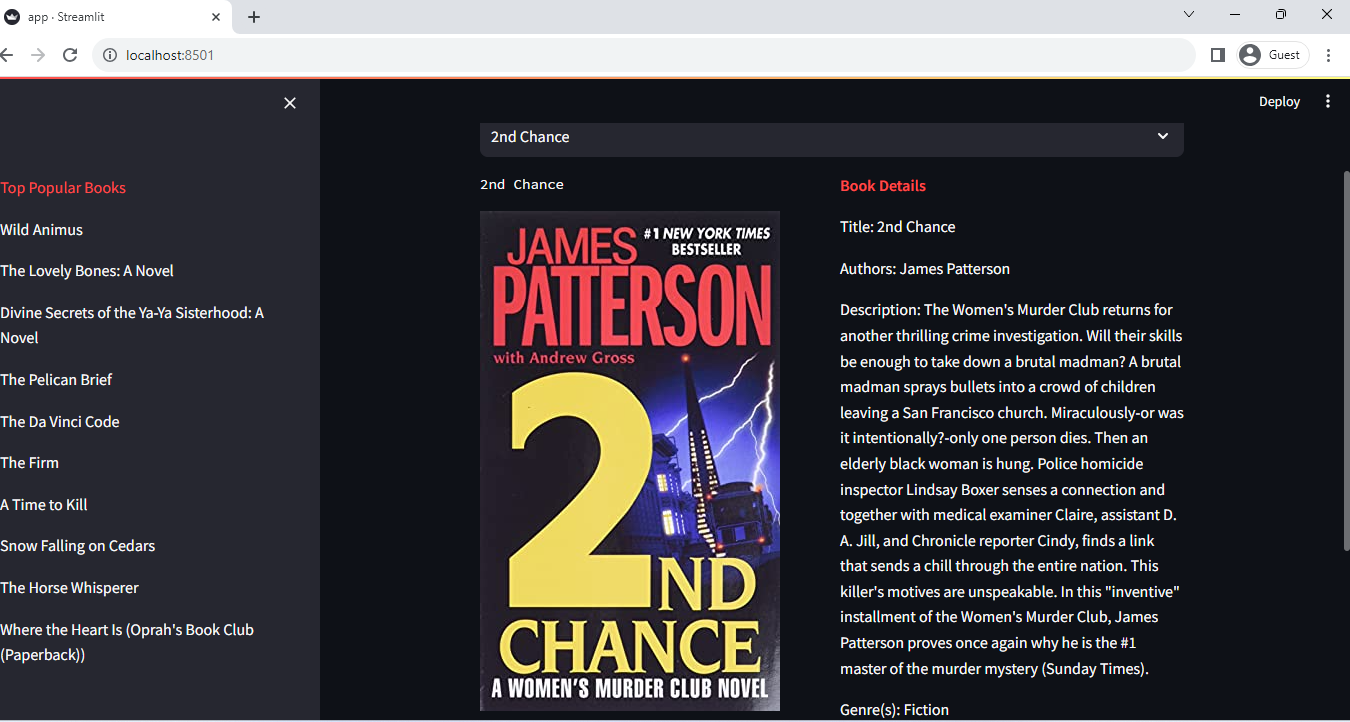 app · Streamlit
localhost:8501
Guest
Deploy
Top Popular Books
Wild Animus
The Lovely Bones: A Novel
Divine Secrets of the Ya-Ya Sisterhood: A
Novel
The Pelican Brief
The Da Vinci Code
The Firm
A Time to Kill
Snow Falling on Cedars
The Horse Whisperer
Where the Heart Is (Oprah's Book Club
(Paperback))
2nd Chance
2nd Chance
JAMES
#1 NEW YORK TIMES
BESTSELLER
PATTERSON
with Andrew Gross
2ND
CHANCE
A WOMEN'S MURDER CLUB NOVEL
Book Details
Title: 2nd Chance
Authors: James Patterson
Description: The Women's Murder Club returns for
another thrilling crime investigation. Will their skills
be enough to take down a brutal madman? A brutal
madman sprays bullets into a crowd of children
leaving a San Francisco church. Miraculously-or was
it intentionally?-only one person dies. Then an
elderly black woman is hung. Police homicide
inspector Lindsay Boxer senses a connection and
together with medical examiner Claire, assistant D.
A. Jill, and Chronicle reporter Cindy, finds a link
that sends a chill through the entire nation. This
killer's motives are unspeakable. In this "inventive"
installment of the Women's Murder Club, James
Patterson proves once again why he is the #1
master of the murder mystery (Sunday Times).
Genre(s): Fiction